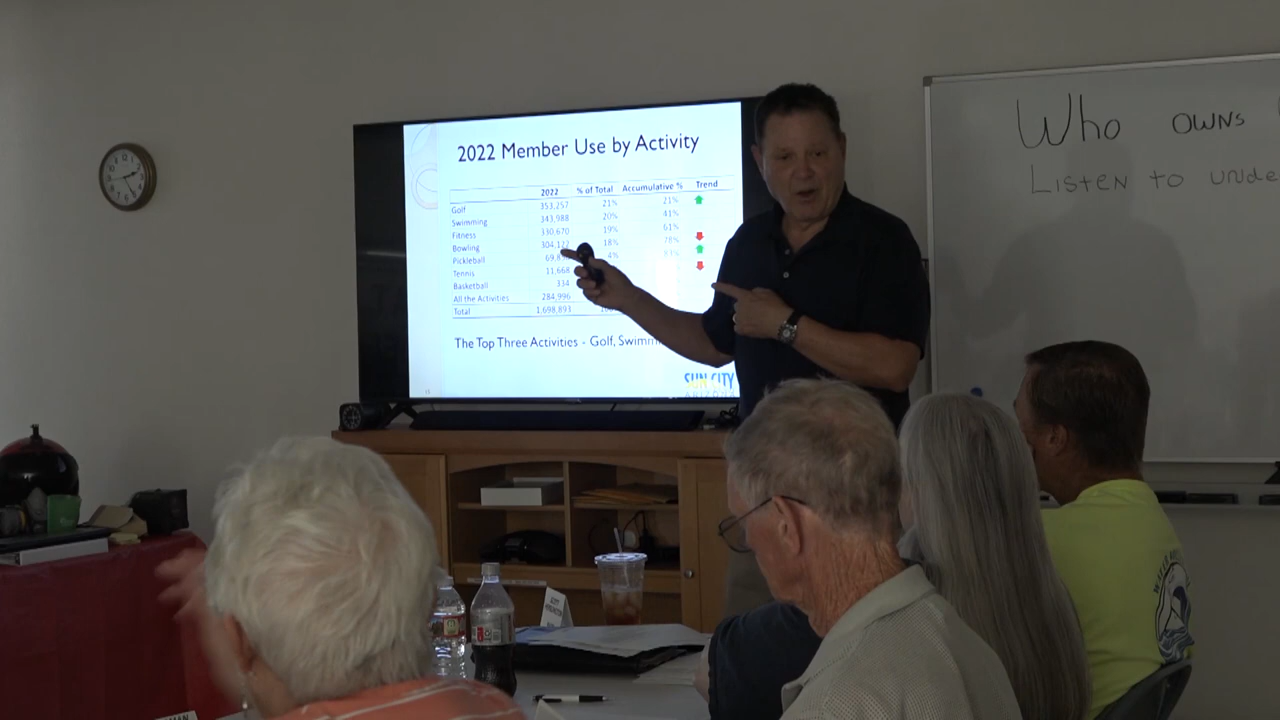 2022 Member Use by Activity
2022 % of Total Accumulative % Trend
Golf 353,257 21% 21%
Swimming 343,988 20% 41%
Fitness 330,670 19% 61%
Bowling 304,122 18% 78%
Pickleball 4%
Tennis 11,668
Basketball 334
All the Activities 284,996
Total 1,698,893
The Top Three Activities - Golf, Swimm
SUN CITY
ARIZONA
Who OWNS
LISTEN TO UNDE